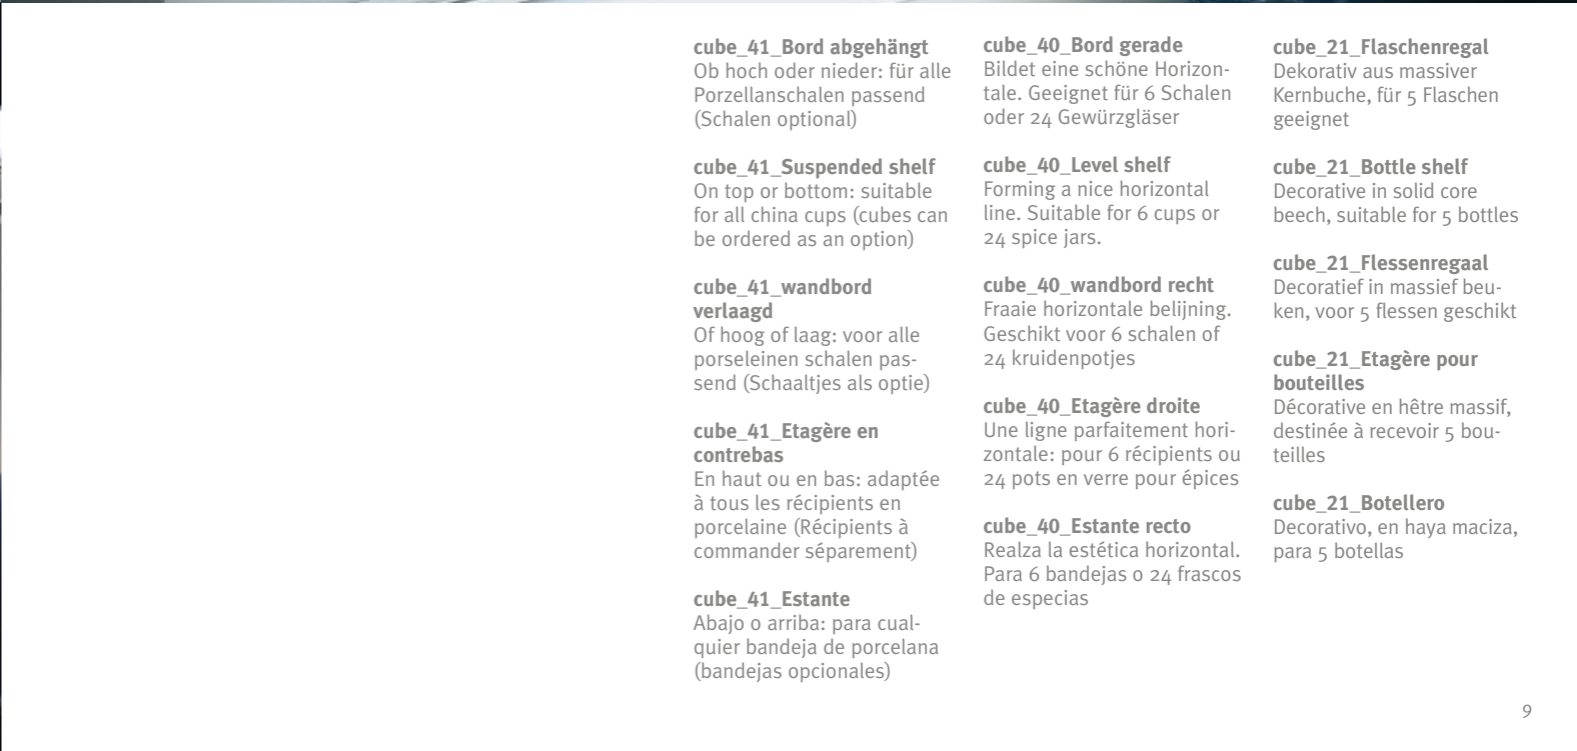 cube_41_Bord abgehängt
Ob hoch oder nieder: für alle
Porzellanschalen passend
(Schalen optional)
cube_41_Suspended shelf
On top or bottom: suitable
for all china cups (cubes can
be ordered as an option)
cube_41_wandbord
verlaagd
Of hoog of laag: voor alle
porseleinen schalen pas-
send (Schaaltjes als optie)
cube_41_Etagère en
contrebas
En haut ou en bas: adaptée
à tous les récipients en
porcelaine (Récipients à
commander séparement)
cube_41_Estante
Abajo o arriba: para cual-
quier bandeja de porcelana
(bandejas opcionales)
cube_40_Bord gerade
Bildet eine schöne Horizon-
tale. Geeignet für 6 Schalen
oder 24 Gewürzgläser
cube_40_Level shelf
Forming a nice horizontal
line. Suitable for 6 cups or
24 spice jars.
cube_40_wandbord recht
Fraaie horizontale belijning.
Geschikt voor 6 schalen of
24 kruidenpotjes
cube_40_Etagère droite
Une ligne parfaitement hori-
zontale: pour 6 récipients ou
24 pots en verre pour épices
cube_40_Estante recto
Realza la estética horizontal.
Para 6 bandejas o 24 frascos
de especias
cube_21_Flaschenregal
Dekorativ aus massiver
Kernbuche, für 5 Flaschen
geeignet
cube_21_Bottle shelf
Decorative in solid core
beech, suitable for 5 bottles
cube_21_Flessenregaal
Decoratief in massief beu-
ken, voor 5 flessen geschikt
cube_21_Etagère pour
bouteilles
Décorative en hêtre massif,
destinée à recevoir 5 bou-
teilles
cube_21_Botellero
Decorativo, en haya maciza,
para 5 botellas
9